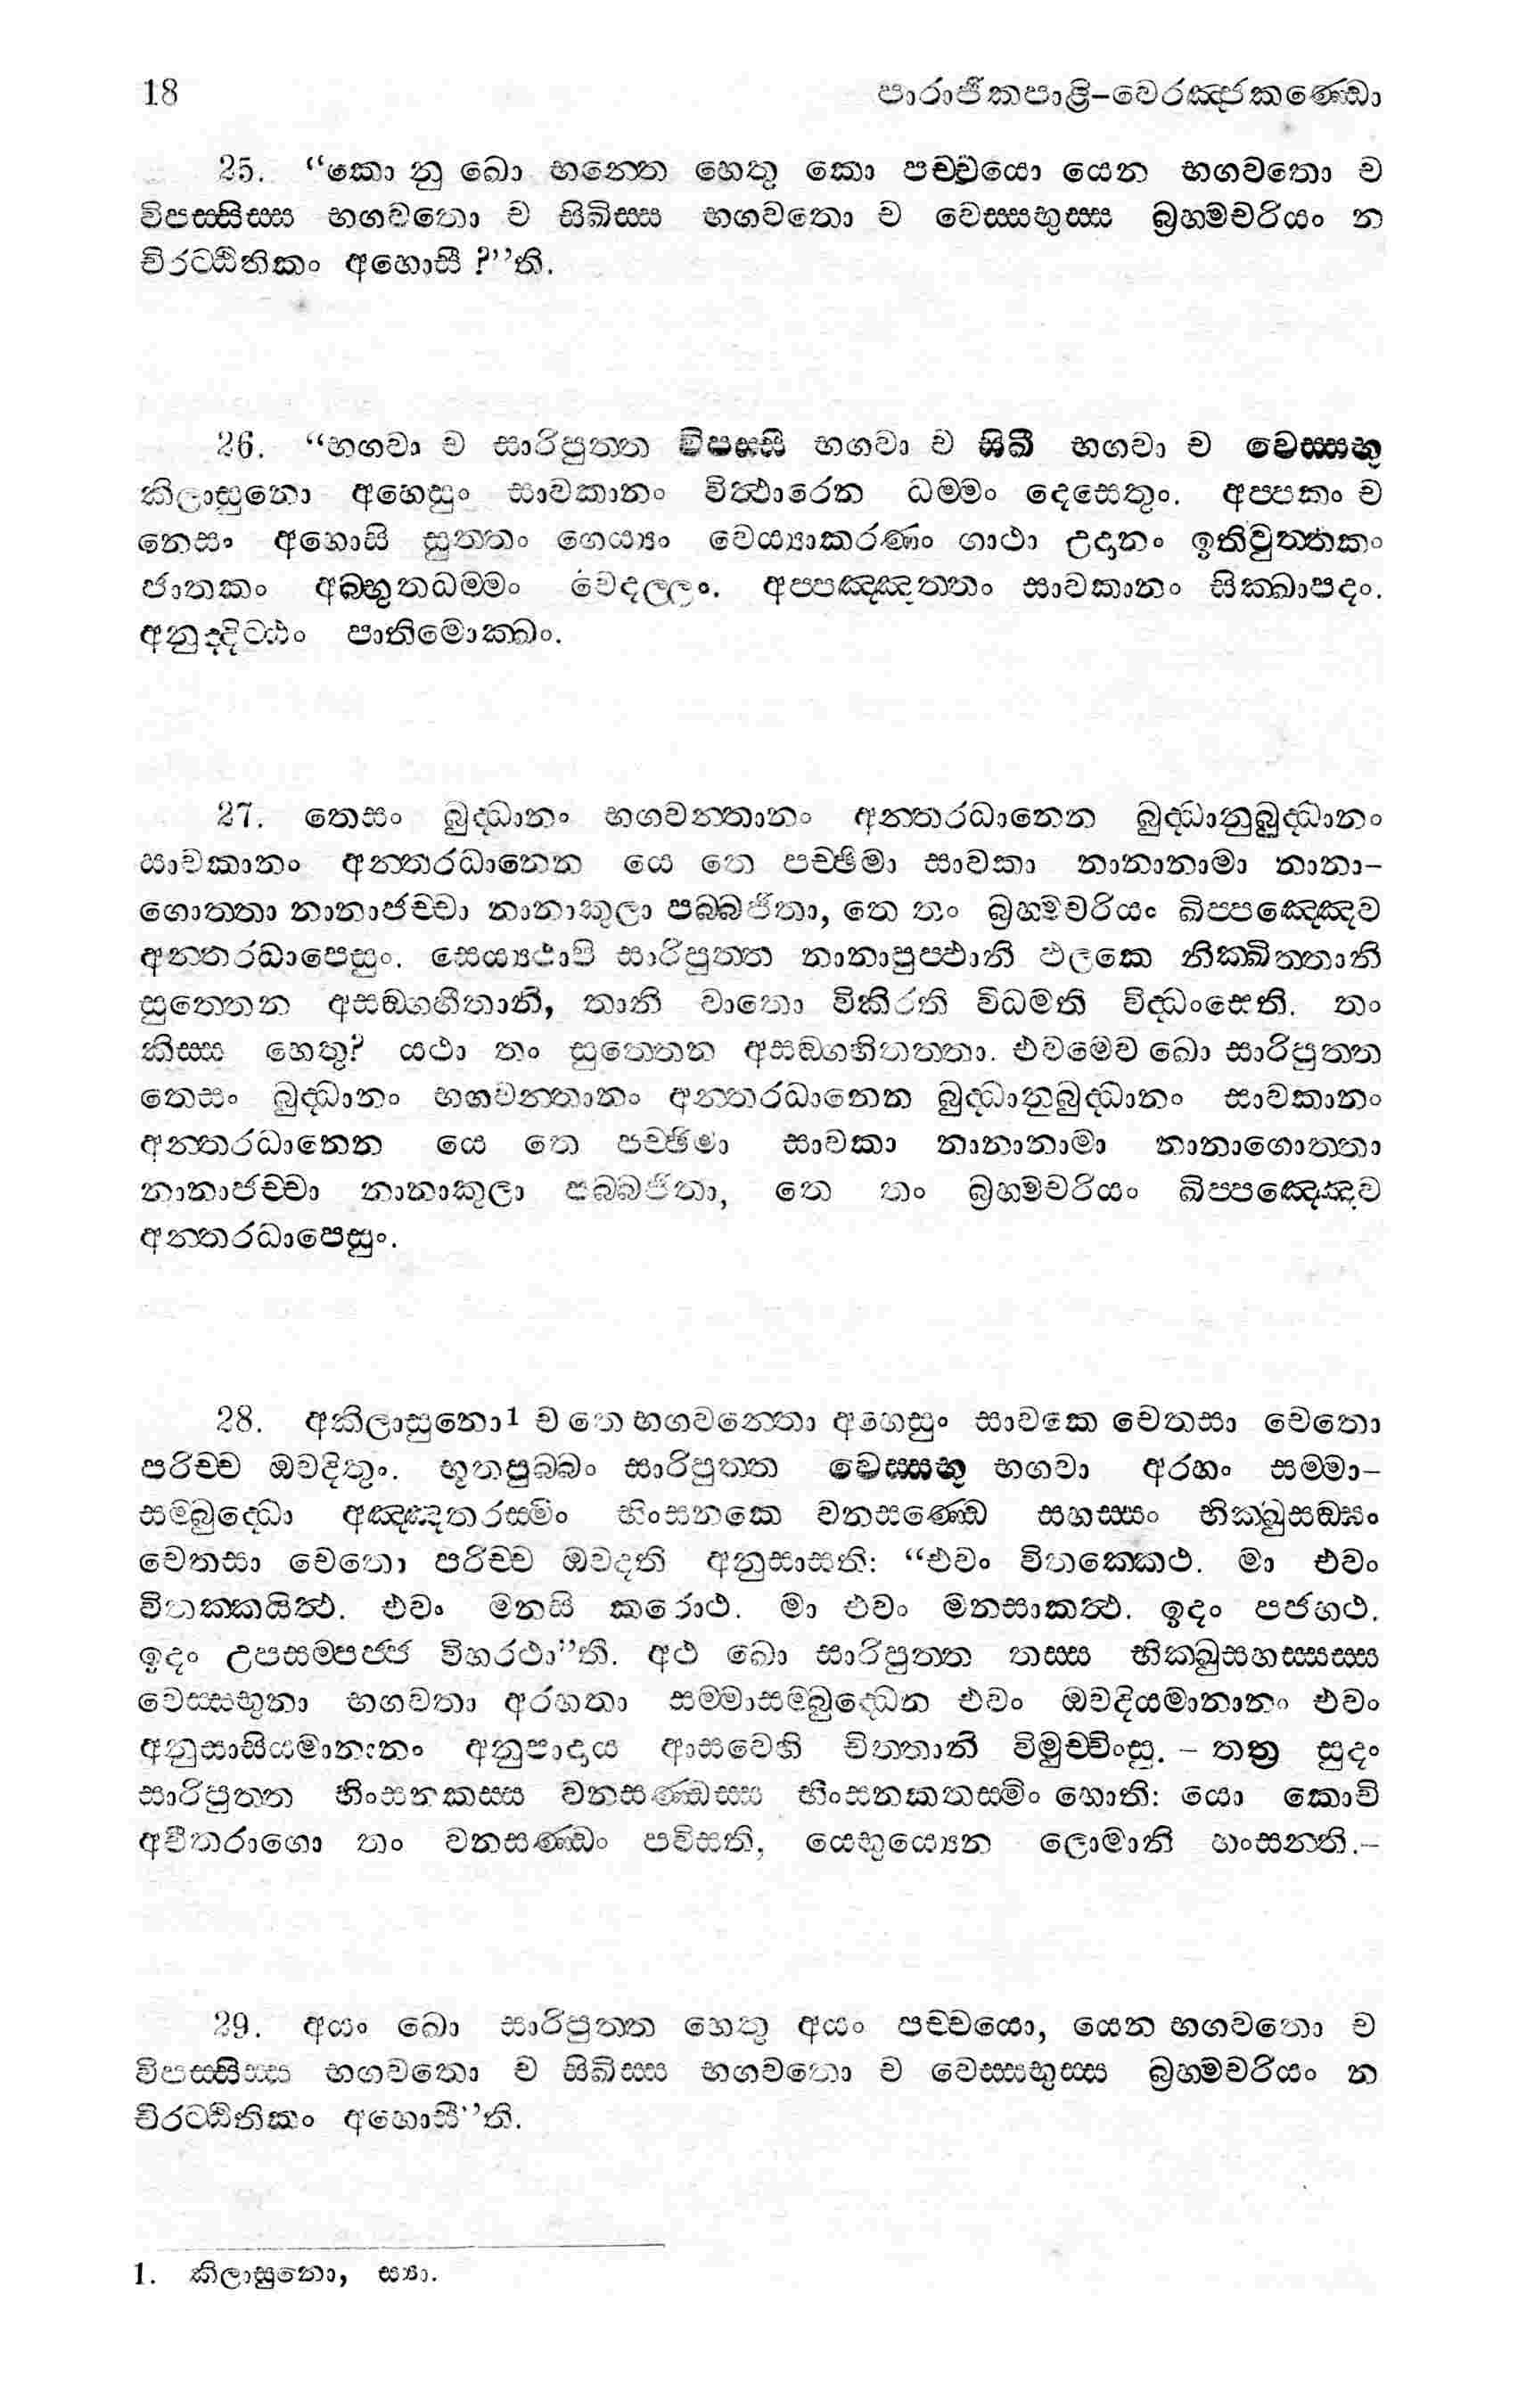 18 පාරාජිකපාළි–වෙරඤ්ජකණ්ඩො
25. “කො නු ඛො භන්තෙ හෙතු කො පච්චයො යෙන භගවතො ච
විපස්සිස්ස භගවතො ච සිඛිස්ස භගවතො ච වෙස්සභුස්ස බ්‍රහ්මචරියං න
චිරට්ඨිතිකං අහොසී ?”ති.
26. “භගවා ච සාරිපුත්ත විපස්සී භගවා ච සිඛී භගවා ච වෙස්සභූ
කිලාසුනො අහෙසුං සාවකානං විත්ථාරෙන ධම්මං දෙසෙතුං. අප්පකං ච
නෙසං අහොසි සුත්තං ගෙය්‍යං වෙය්‍යාකරණං ගාථා උදානං ඉතිවුත්තකං
ජාතකං අබ්භුතධම්මං වෙදල්ලං. අප්පඤ්ඤත්තං සාවකානං සික්ඛාපදං.
අනුද්දිට්ඨං පාතිමොක්ඛං.
27. තෙසං බුද්ධානං භගවන්තානං අන්තරධානෙන බුද්ධානුබුද්ධානං
සාවකානං අන්තරධානෙන යෙ තෙ පච්ඡිමා සාවකා නානානාමා නානා–
ගොත්තා නානාජච්චා නානාකුලා පබ්බජිතා, තෙ තං බ්‍රහ්මචරියං ඛිප්පඤ්ඤෙව
අන්තරධාපෙසුං. සෙය්‍යථාපි සාරිපුත්ත නානාපුප්ඵානි ඵලකෙ නික්ඛිත්තානි
සුත්තෙන අසඞ්ගහීතානි, තානි වාතො විකිරති විධමති විද්ධංසෙති. තං
කිස්ස හෙතු? යථා තං සුත්තෙන අසඞ්ගහිතත්තා. එවමෙව ඛො සාරිපුත්ත
තෙසං බුද්ධානං භගවන්තානං අන්තරධානෙන බුද්ධානුබුද්ධානං සාවකානං
අන්තරධානෙන යෙ තෙ පච්ඡිමා සාවකා නානානාමා නානාගොත්තා
නානාජච්චා නානාකුලා පබ්බජිතා, තෙ තං බ්‍රහ්මචරියං ඛිප්පඤ්ඤෙව
අන්තරධාපෙසුං.
28. අකිලාසුනො1 ච තෙ භගවන්තො අහෙසුං සාවකෙ චෙතසා චෙතො
පරිච්ච ඔවදිතුං. භූතපුබ්බං සාරිපුත්ත වෙස්සභූ භගවා අරහං සම්මා–
සම්බුද්ධො අඤ්ඤතරස්මිං භිංසනකෙ වනසණ්ඩෙ සහස්සං භික්ඛුසඞ්ඝං
චෙතසා චෙතො පරිච්ච ඔවදති අනුසාසති: “එවං විතක්කෙථ. මා එවං
විතක්කයිත්ථ. එවං මනසි කරොථ. මා එවං මනසාකත්ථ. ඉදං පජහථ.
ඉදං උපසම්පජ්ජ විහරථා”ති. අථ ඛො සාරිපුත්ත තස්ස භික්ඛුසහස්සස්ස
වෙස්සභුනා භගවතා අරහතා සම්මාසම්බුද්ධෙන එවං ඔවදියමානානං එවං
අනුසාසියමානානං අනුපාදාය ආසවෙහි චිත්තානි විමුච්චිංසු. – තත්‍ර සුදං
සාරිපුත්ත භිංසනකස්ස වනසණ්ඩස්ස භිංසනකතස්මිං හොති: යො කොචි
අවීතරාගො තං වනසණ්ඩං පවිසති, යෙභුය්‍යෙන ලොමානි හංසන්ති.–
29. අයං ඛො සාරිපුත්ත හෙතු අයං පච්චයො, යෙන භගවතො ච
විපස්සිස්ස භගවතො ච සිඛිස්ස භගවතො ච වෙස්සභුස්ස බ්‍රහ්මචරියං න
චිරට්ඨිතිකං අහොසී”ති.
1. කිලාසුනො, ස්‍යා.